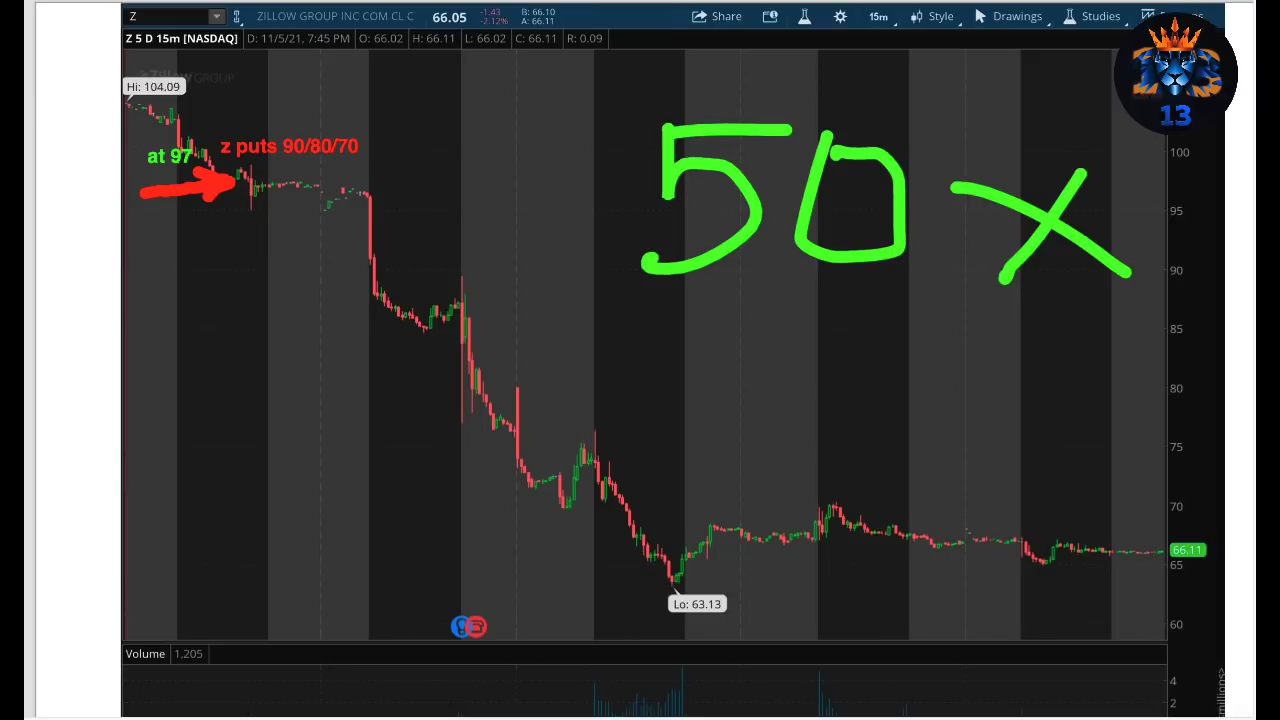 Z
ZILLOW GROUP INC COM CL C
66.05
-1.43
-2.12%
B: 66.10
A: 66.11
Share
15m
Style
Drawings
Studies
Z 5 D 15m [NASDAQ]
D: 11/5/21, 7:45 PM
O: 66.02
H: 66.11
L: 66.02
C: 66.11
R: 0.09
Zillow GROUP
Hi: 104.09
13
at 97
z puts 90/80/70
50x
100
95
90
85
80
75
70
66.11
65
60
Lo: 63.13
Volume
1,205
4
2
<millions>